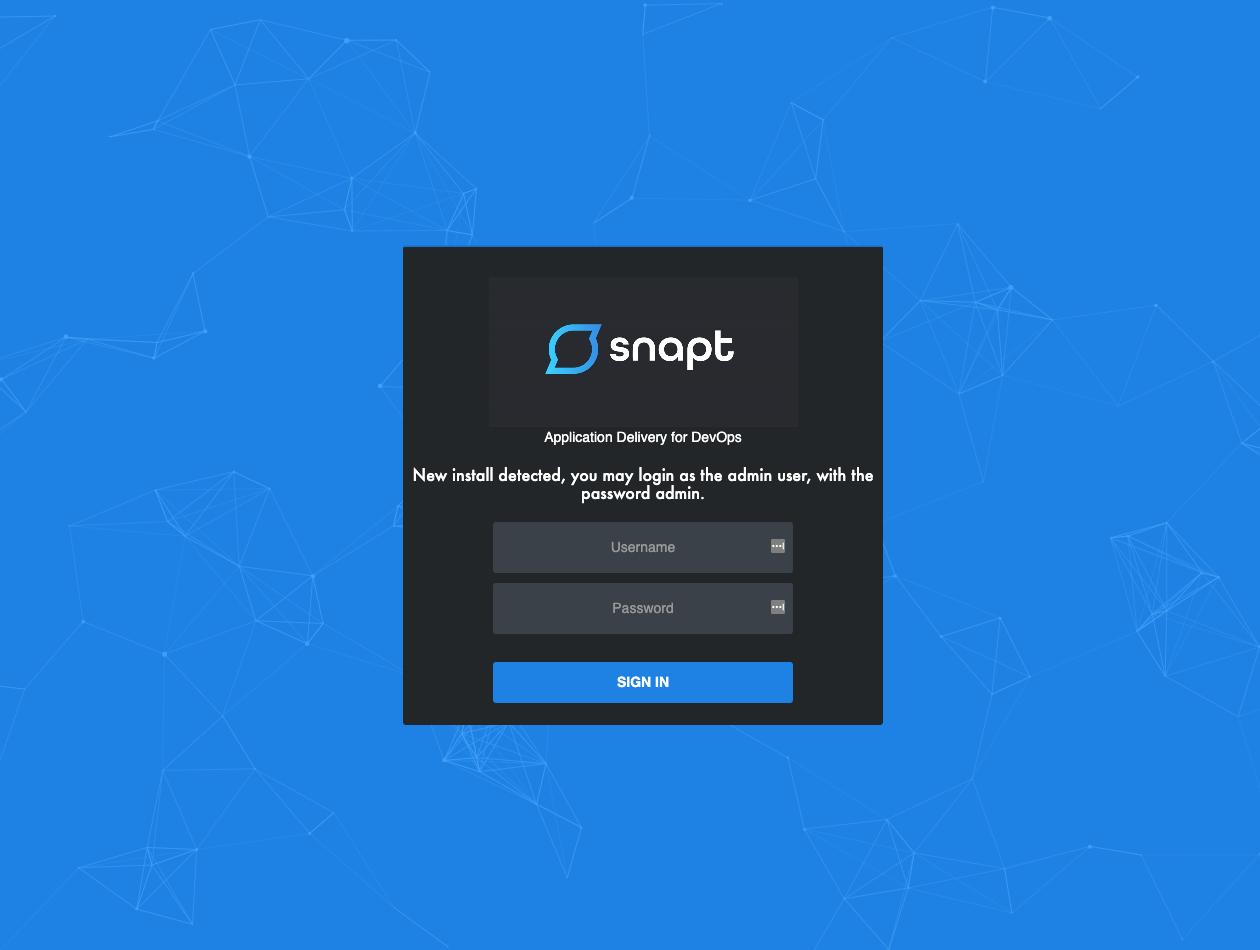 snapt
Application Delivery for DevOps
New install detected, you may login as the admin user, with the
password admin.
Username
Password
SIGN IN